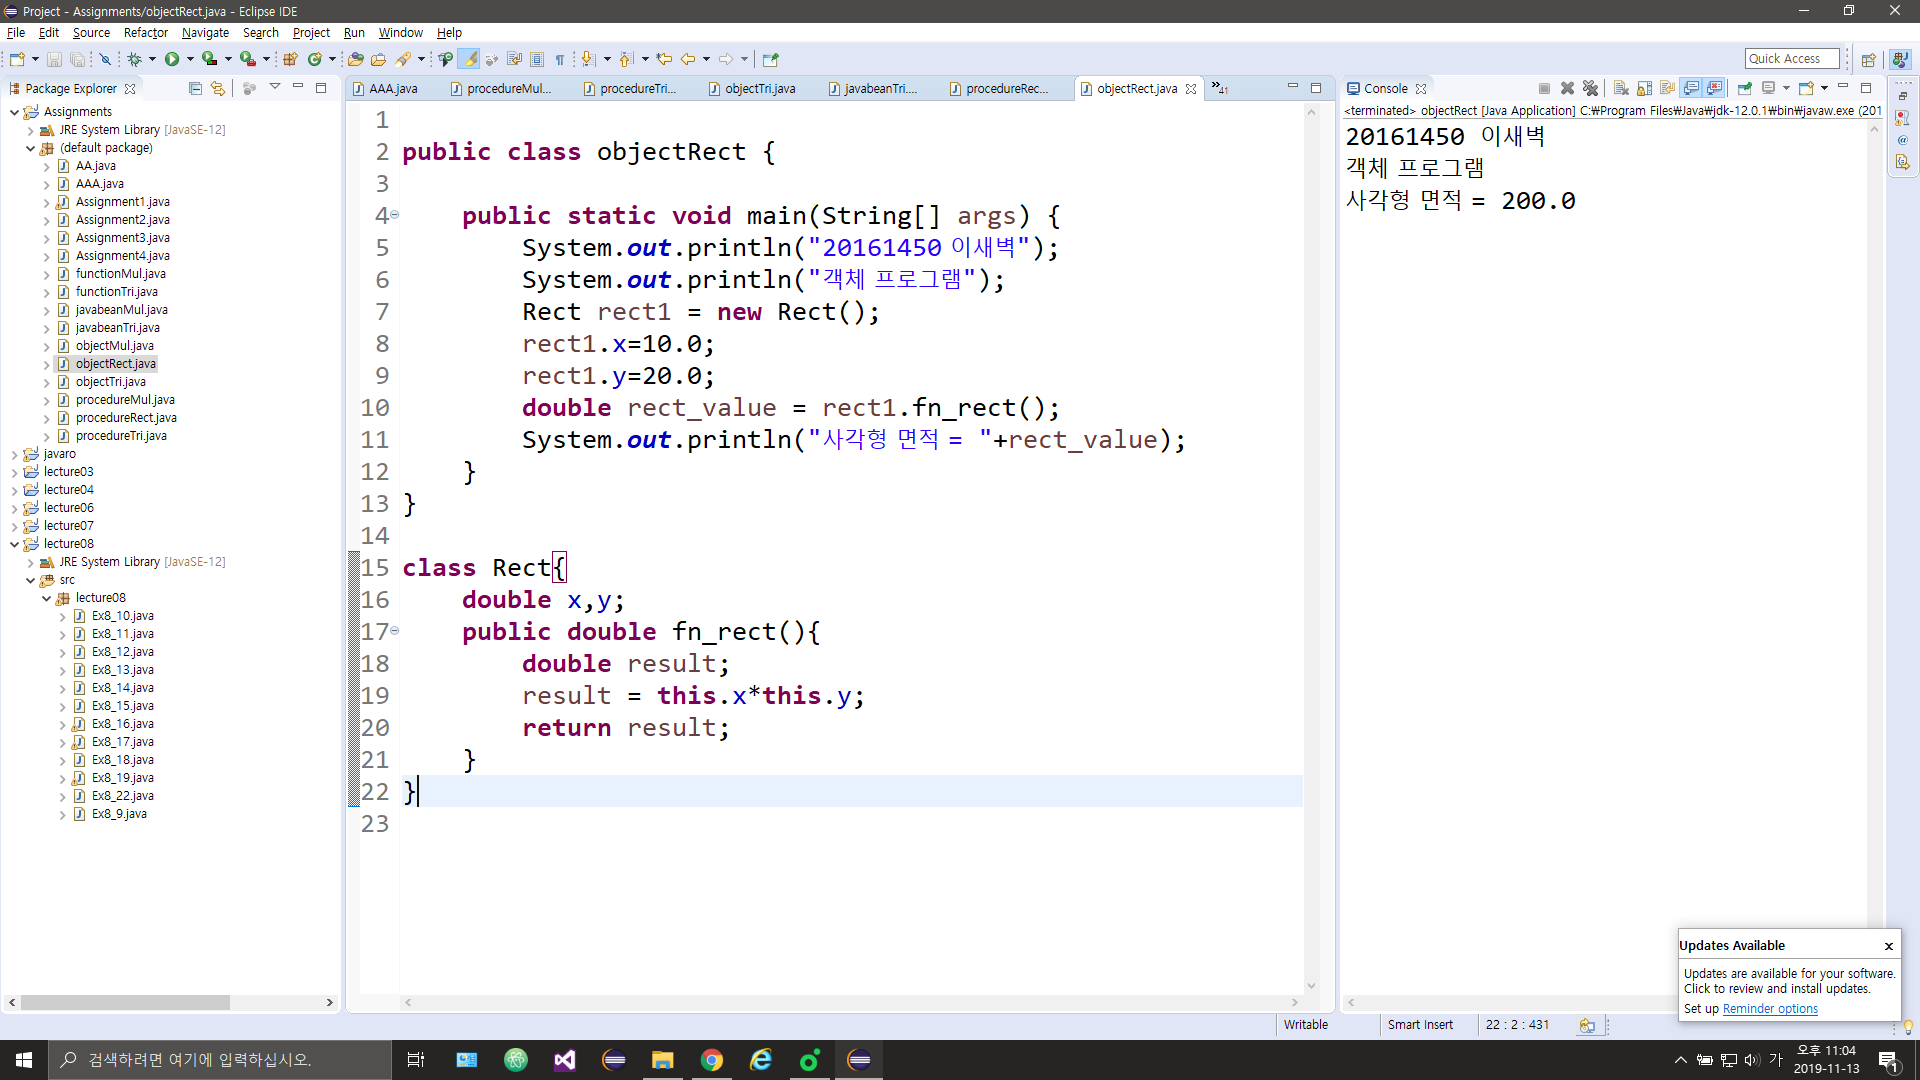 Project - Assignments/objectRect.java - Eclipse IDE
File Edit Source Refactor Navigate Search Project Run Window Help
Quick Access
Package Explorer
Assignments
JRE System Library [JavaSE-12]
(default package)
AA.java
AAA.java
Assignment1.java
Assignment2.java
Assignment3.java
Assignment4.java
functionMul.java
functionTri.java
javabeanMul.java
javabeanTri.java
objectMul.java
objectRect.java
objectTri.java
procedureMul.java
procedureRect.java
procedureTri.java
javaro
lecture03
lecture04
lecture06
lecture07
lecture08
JRE System Library [JavaSE-12]
src
lecture08
Ex8_10.java
Ex8_11.java
Ex8_12.java
Ex8_13.java
Ex8_14.java
Ex8_15.java
Ex8_16.java
Ex8_17.java
Ex8_18.java
Ex8_19.java
Ex8_22.java
Ex8_9.java
AAA.java procedureMul... procedureTri... objectTri.java javabeanTri.... procedureRec... objectRect.java »41
1
2 public class objectRect {
3
4 public static void main(String[] args) {
5 System.out.println("20161450 이새벽");
6 System.out.println("객체 프로그램");
7 Rect rect1 = new Rect();
8 rect1.x=10.0;
9 rect1.y=20.0;
10 double rect_value = rect1.fn_rect();
11 System.out.println("사각형 면적 = "+rect_value);
12 }
13 }
14
15 class Rect{
16 double x,y;
17 public double fn_rect(){
18 double result;
19 result = this.x*this.y;
20 return result;
21 }
22 }
23
Console
<terminated> objectRect [Java Application] C:₩Program Files₩Java₩jdk-12.0.1₩bin₩javaw.exe (201
20161450 이새벽
객체 프로그램
사각형 면적 = 200.0
Updates Available x
Updates are available for your software.
Click to review and install updates.
Set up Reminder options
Writable Smart Insert 22 : 2 : 431
검색하려면 여기에 입력하십시오.
가
오후 11:04
2019-11-13
1